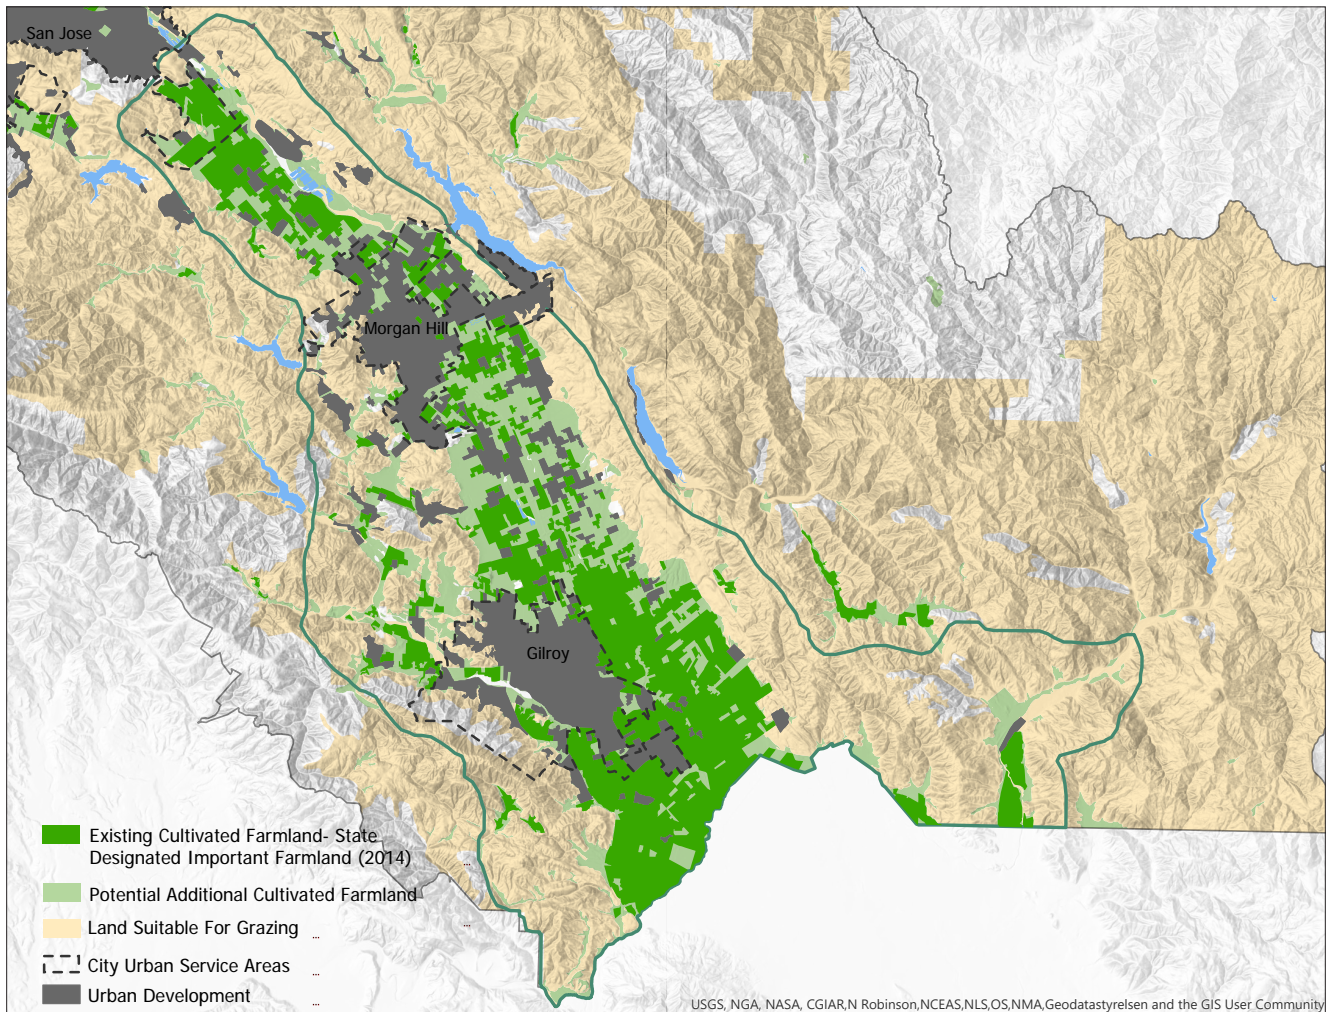 San Jose
Morgan Hill
Gilroy
Existing Cultivated Farmland- State
Designated Important Farmland (2014)
Potential Additional Cultivated Farmland
Land Suitable For Grazing
City Urban Service Areas
Urban Development
USGS, NGA, NASA, CGIAR,N Robinson,NCEAS,NLS,OS,NMA,Geodatastyrelsen and the GIS User Community